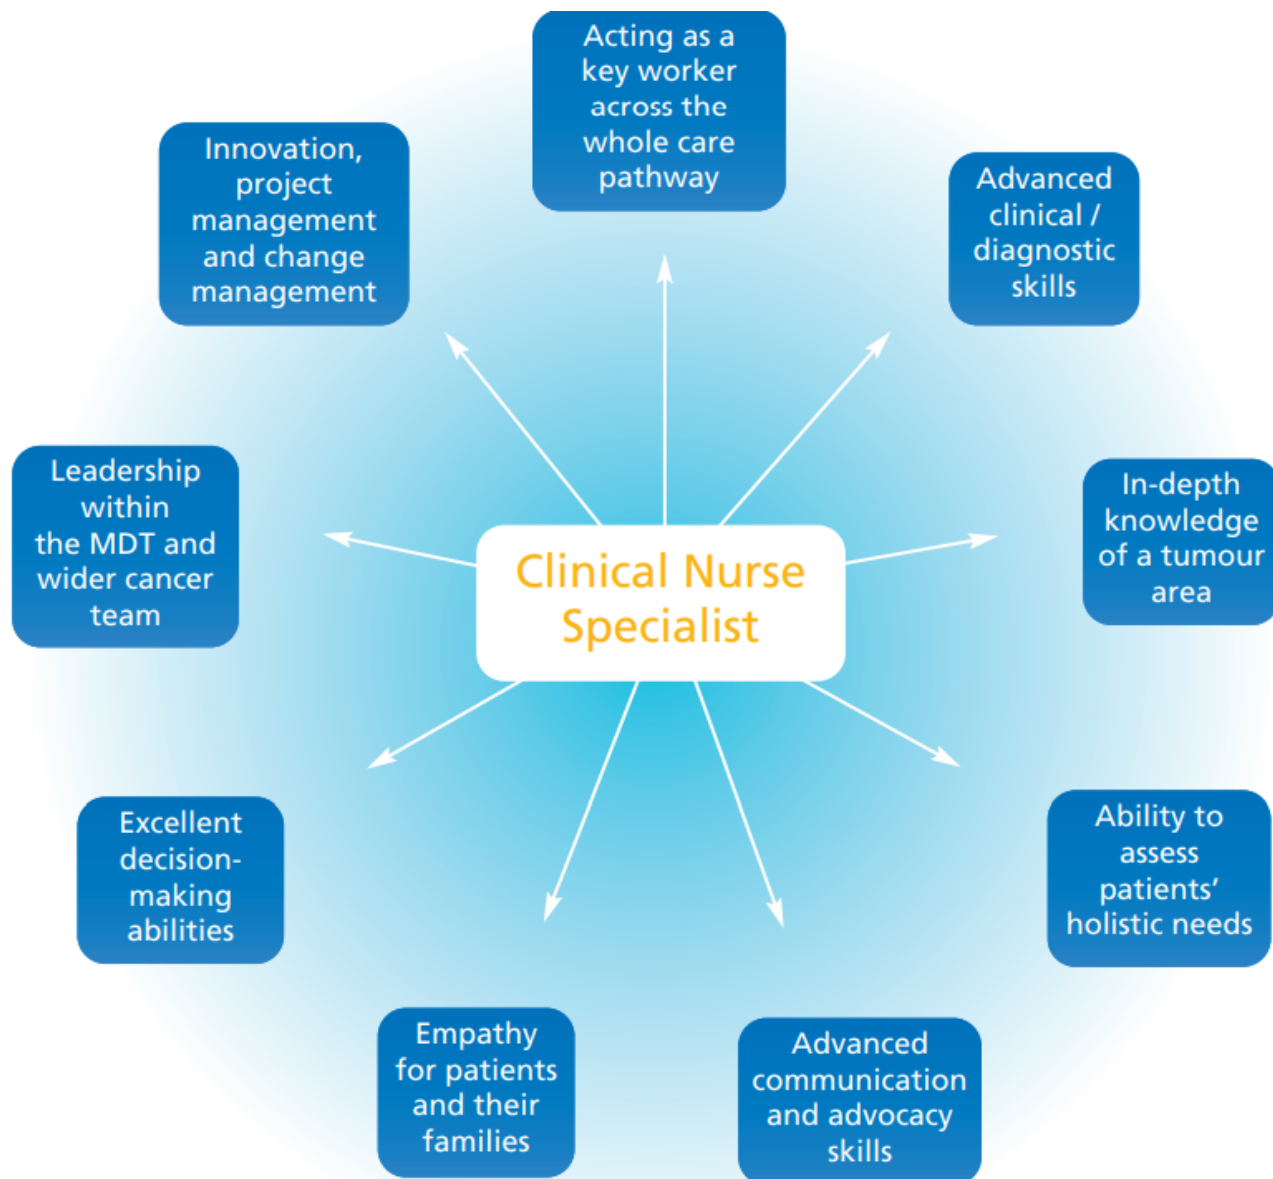 Acting as a
key worker
across the
whole care
pathway
Innovation,
project
management
and change
management
Advanced
clinical /
diagnostic
skills
Leadership
within
the MDT and
wider cancer
team
In-depth
knowledge
of a tumour
area
Clinical Nurse
Specialist
Excellent
decision-
making
abilities
Ability to
assess
patients’
holistic needs
Empathy
for patients
and their
families
Advanced
communication
and advocacy
skills